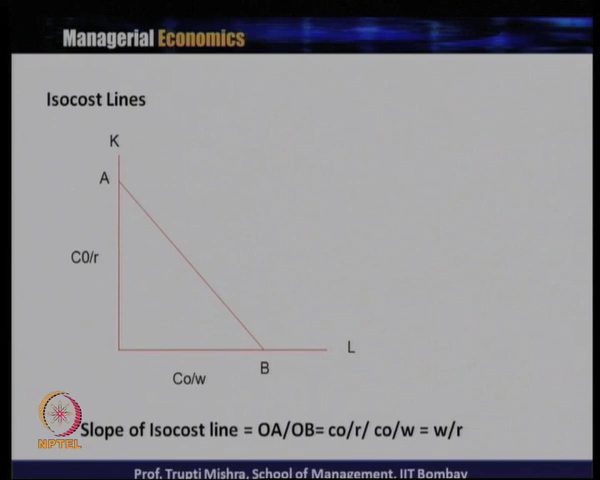 Managerial Economics
Isocost Lines
K
A
C0/r
L
B
Co/w
Slope of Isocost line = OA/OB= co/r/ co/w = w/r
NPTEL
Prof. Trupti Mishra, School of Management, IIT Bombay